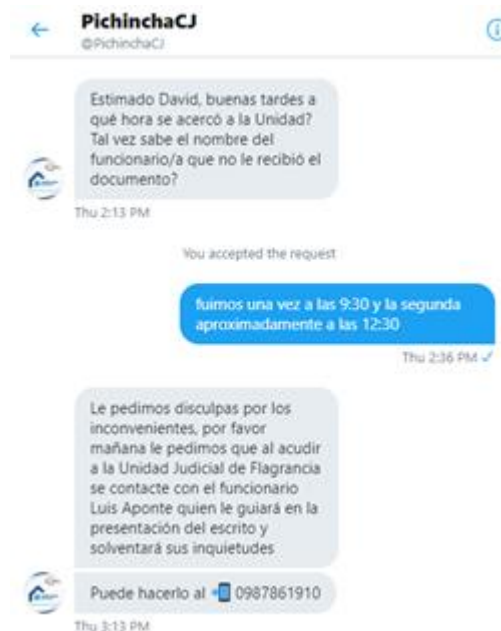 PichinchaCJ
@PichinchaCJ
Estimado David, buenas tardes a
qué hora se acercó a la Unidad?
Tal vez sabe el nombre del
funcionario/a que no le recibió el
documento?
Thu 2:13 PM
You accepted the request
fuimos una vez a las 9:30 y la segunda
aproximadamente a las 12:30
Thu 2:36 PM
Le pedimos disculpas por los
inconvenientes, por favor
mañana le pedimos que al acudir
a la Unidad Judicial de Flagrancia
se contacte con el funcionario
Luis Aponte quien le guiará en la
presentación del escrito y
solventará sus inquietudes
Puede hacerlo al 0987861910
Thu 3:13 PM